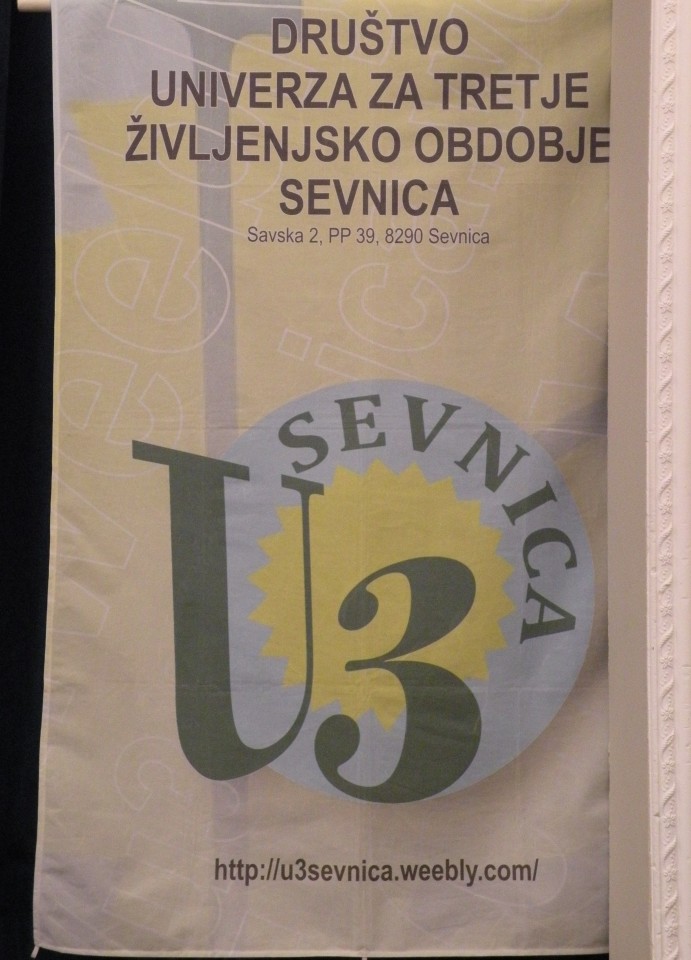 DRUŠTVO
UNIVERZA ZA TRETJE
ŽIVLJENJSKO OBDOBJE
SEVNICA
Savska 2, PP 39, 8290 Sevnica
SEVNICA
U3
http://u3sevnica.weebly.com/